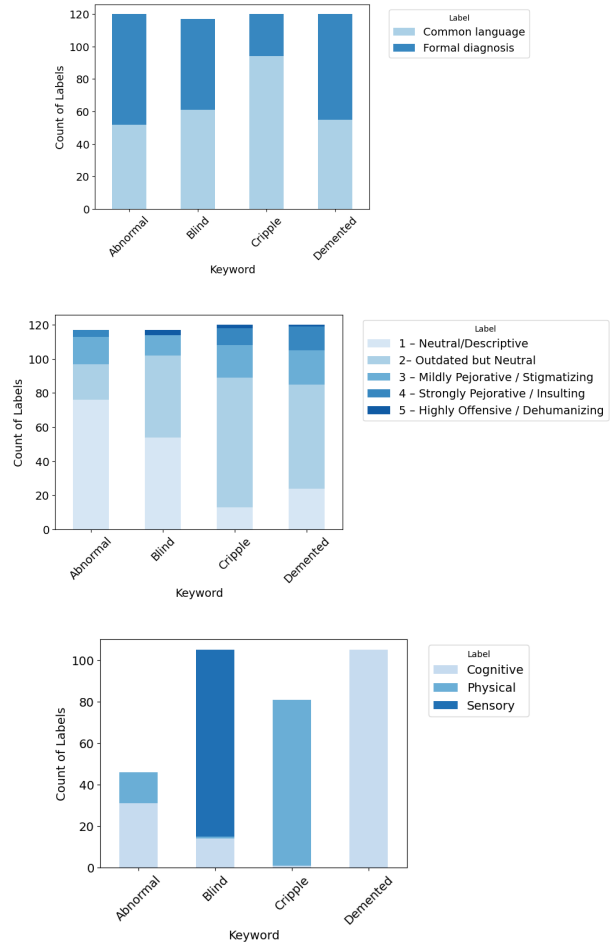 120
100
80
60
40
20
0
Count of Labels
Abnormal
Blind
Cripple
Demented
Keyword
Label
Common language
Formal diagnosis
120
100
80
60
40
20
0
Count of Labels
Abnormal
Blind
Cripple
Demented
Keyword
Label
1 – Neutral/Descriptive
2– Outdated but Neutral
3 – Mildly Pejorative / Stigmatizing
4 – Strongly Pejorative / Insulting
5 – Highly Offensive / Dehumanizing
100
80
60
40
20
0
Count of Labels
Abnormal
Blind
Cripple
Demented
Keyword
Label
Cognitive
Physical
Sensory